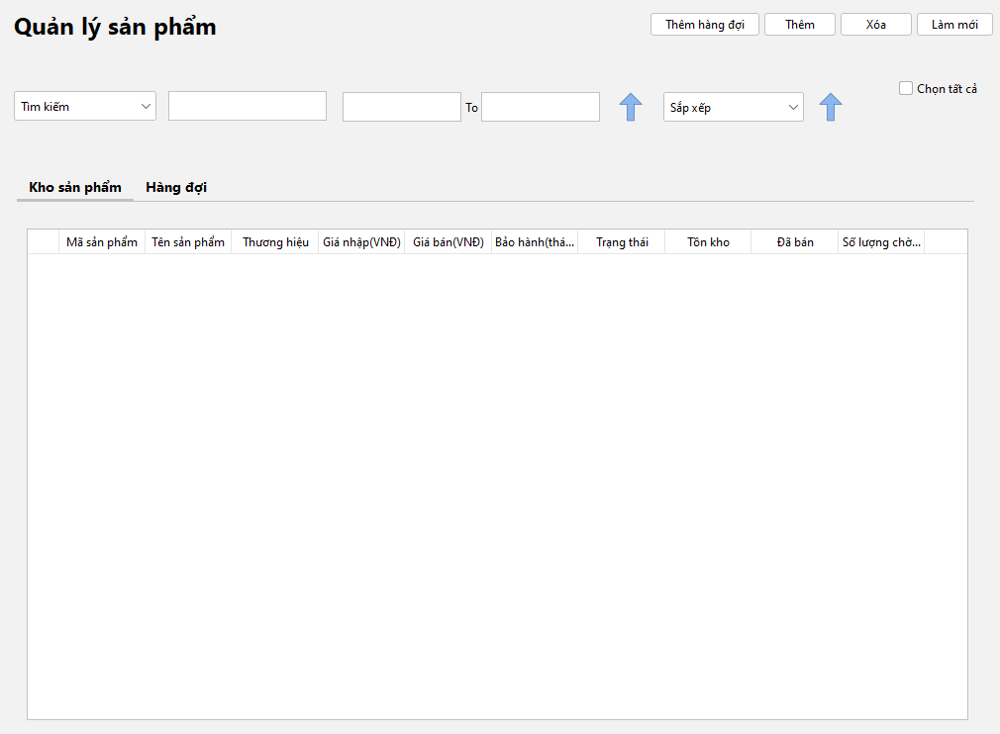 Quản lý sản phẩm
Thêm hàng đợi Thêm Xóa Làm mới
Chọn tất cả
Tìm kiếm To Sắp xếp
Kho sản phẩm Hàng đợi
Mã sản phẩm Tên sản phẩm Thương hiệu Giá nhập(VNĐ) Giá bán(VNĐ) Bảo hành(thá... Trạng thái Tồn kho Đã bán Số lượng chờ...